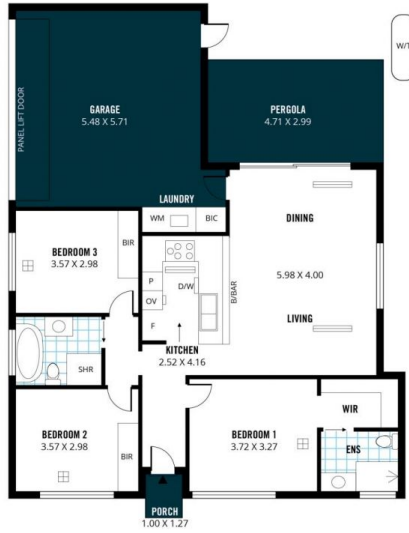 W/T
PANEL LIFT DOOR
GARAGE
5.48 X 5.71
PERGOLA
4.71 X 2.99
LAUNDRY
WM
BIC
DINING
BEDROOM 3
3.57 X 2.98
BIR
P
D/W
OV
B/BAR
5.98 X 4.00
F
LIVING
SHR
KITCHEN
2.52 X 4.16
BEDROOM 2
3.57 X 2.98
BIR
BEDROOM 1
3.72 X 3.27
WIR
ENS
PORCH
1.00 X 1.27